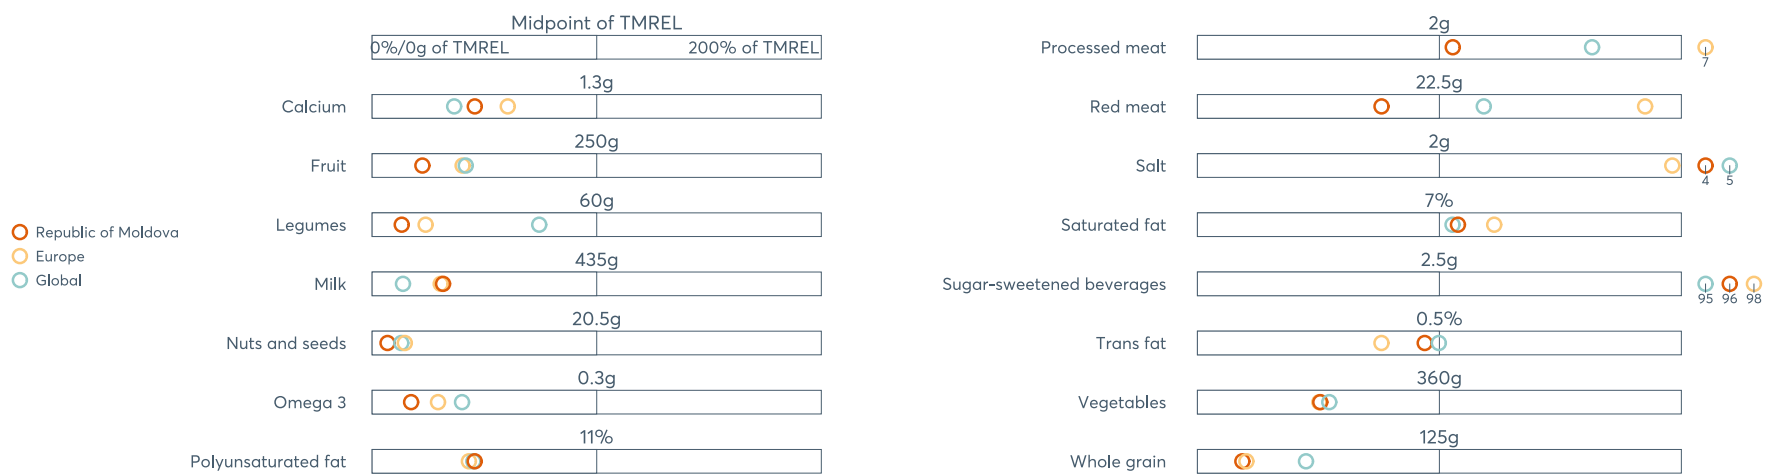 Midpoint of TMREL
0%/0g of TMREL 200% of TMREL
1.3g
Calcium
250g
Fruit
60g
Legumes
435g
Milk
20.5g
Nuts and seeds
0.3g
Omega 3
11%
Polyunsaturated fat
Republic of Moldova
Europe
Global
2g
Processed meat
7
22.5g
Red meat
2g
Salt
4 5
7%
Saturated fat
2.5g
Sugar-sweetened beverages
95 96 98
0.5%
Trans fat
360g
Vegetables
125g
Whole grain